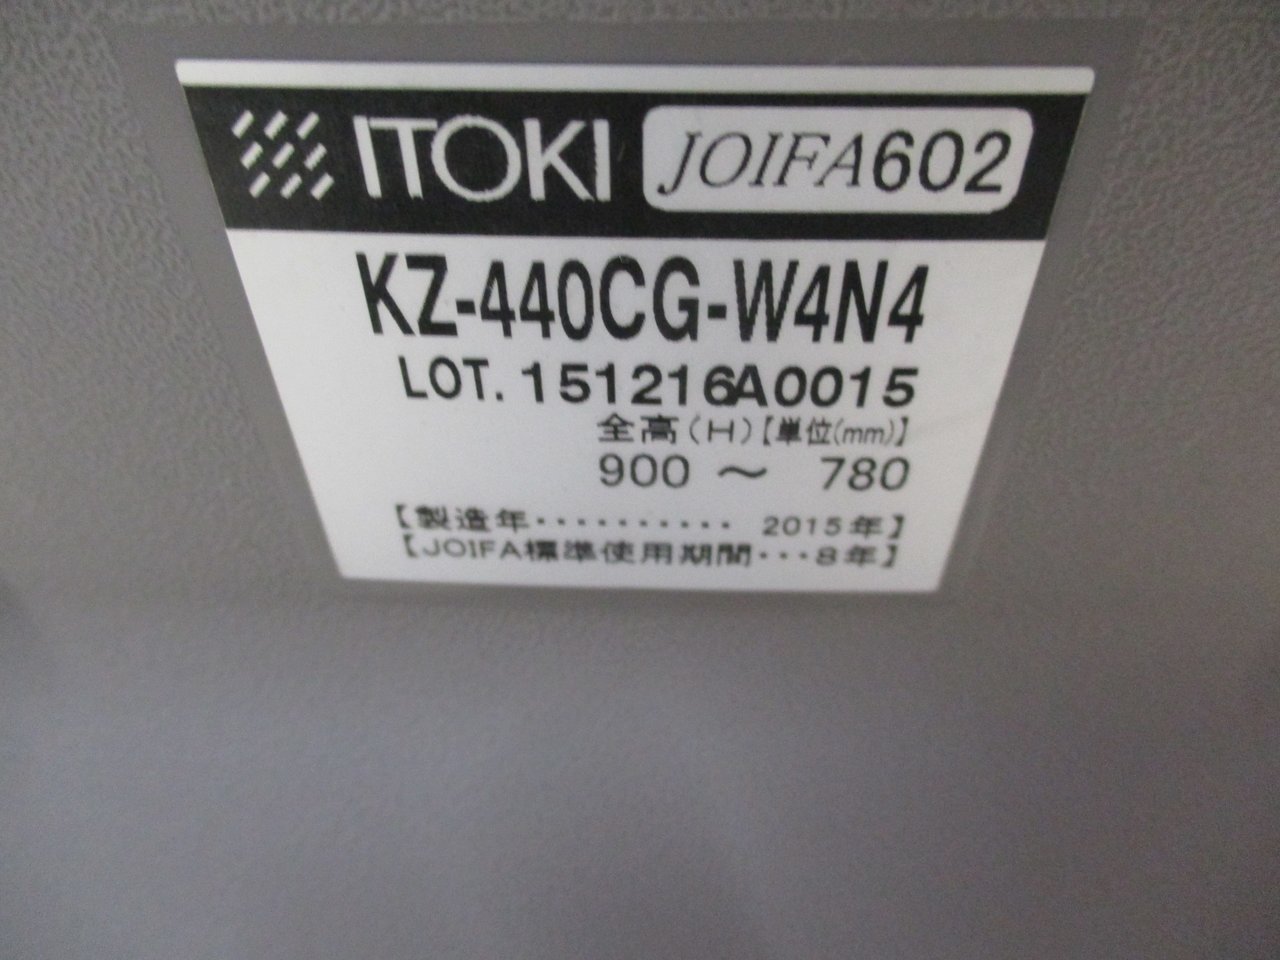 ITOKI JOIFA602
KZ-440CG-W4N4
LOT. 151216A0015
全高(H)【単位(mm)】
900 ～ 780
【製造年‥‥‥‥‥ 2015年】
【JOIFA標準使用期間･･･8年】